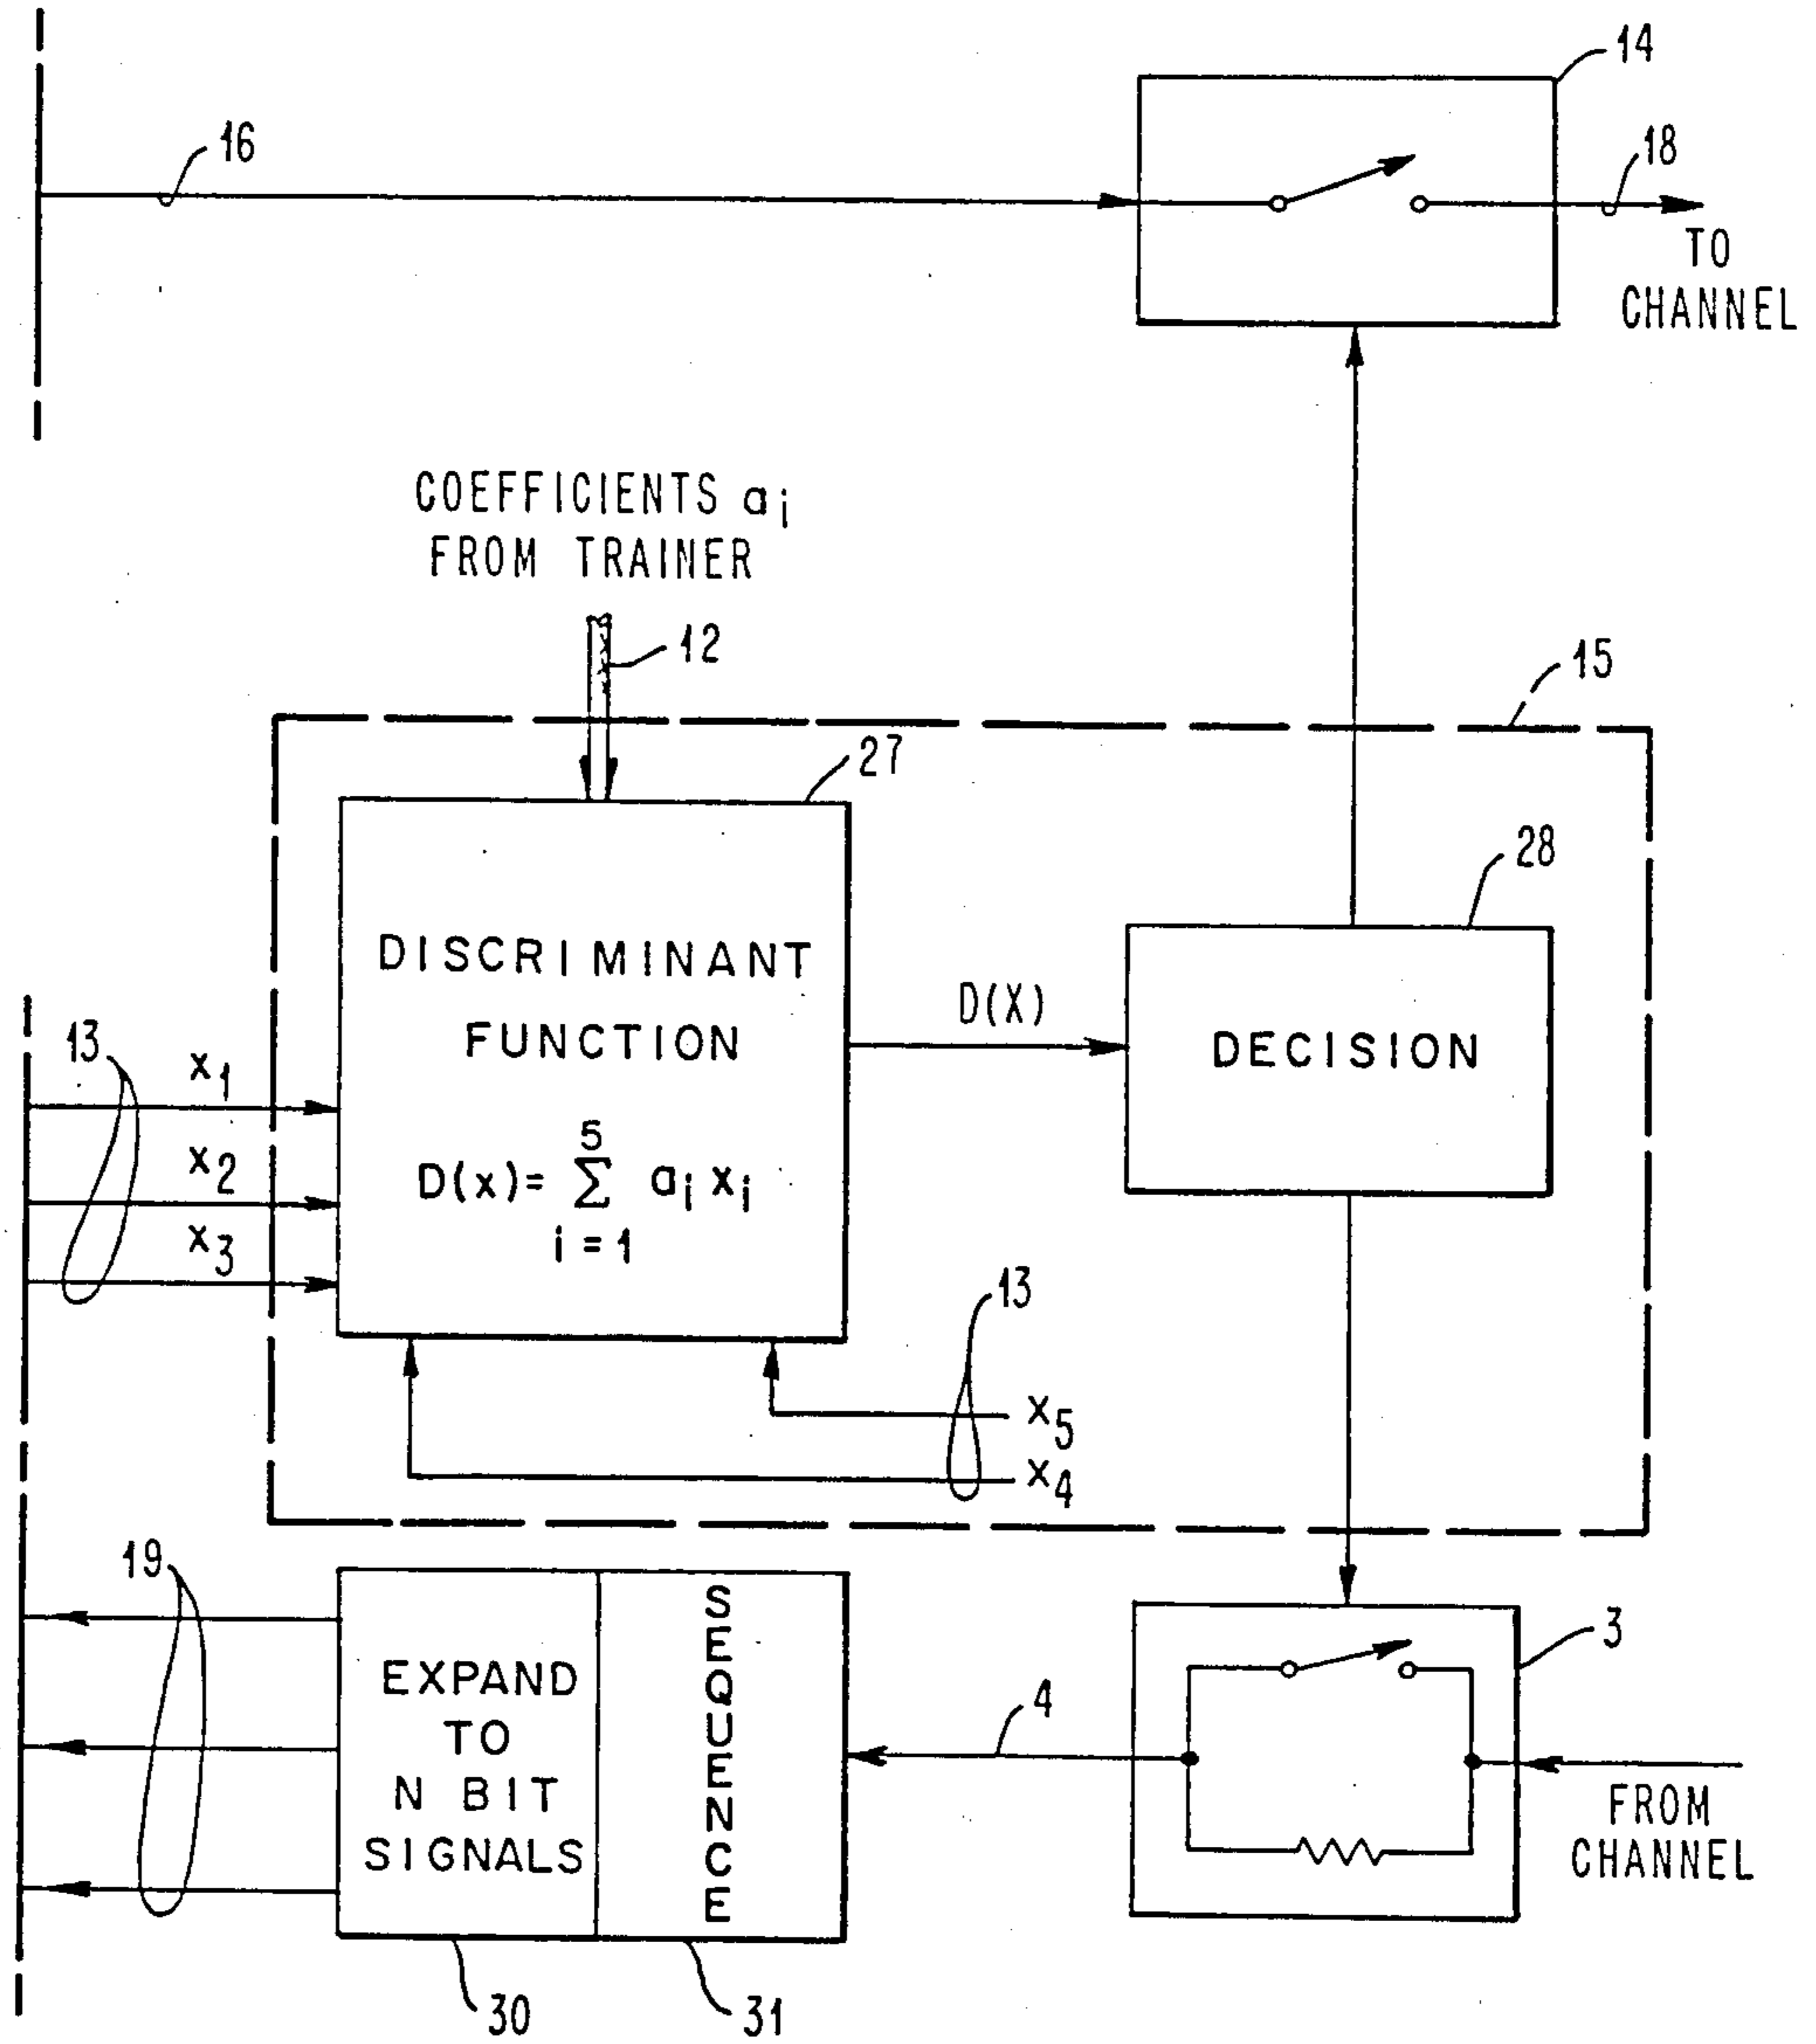 14
16
18
TO
CHANNEL
COEFFICIENTS ai
FROM TRAINER
12
15
27
28
DISCRIMINANT
FUNCTION
D(x)= 5 Σ i=1 ai xi
D(X)
DECISION
13
x1
x2
x3
13
x5
x4
19
EXPAND
TO
N BIT
SIGNALS
SEQUENCE
4
3
FROM
CHANNEL
30
31